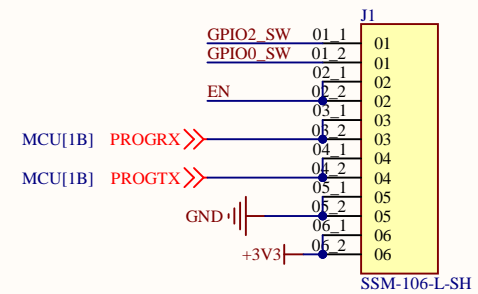 J1
GPIO2_SW 01_1 01
GPIO0_SW 01_2 01
02_1 02
EN 02_2 02
03_1 03
MCU[1B] PROGRX 03_2 03
04_1 04
MCU[1B] PROGTX 04_2 04
05_1 05
GND 05_2 05
06_1 06
+3V3 06_2 06
SSM-106-L-SH